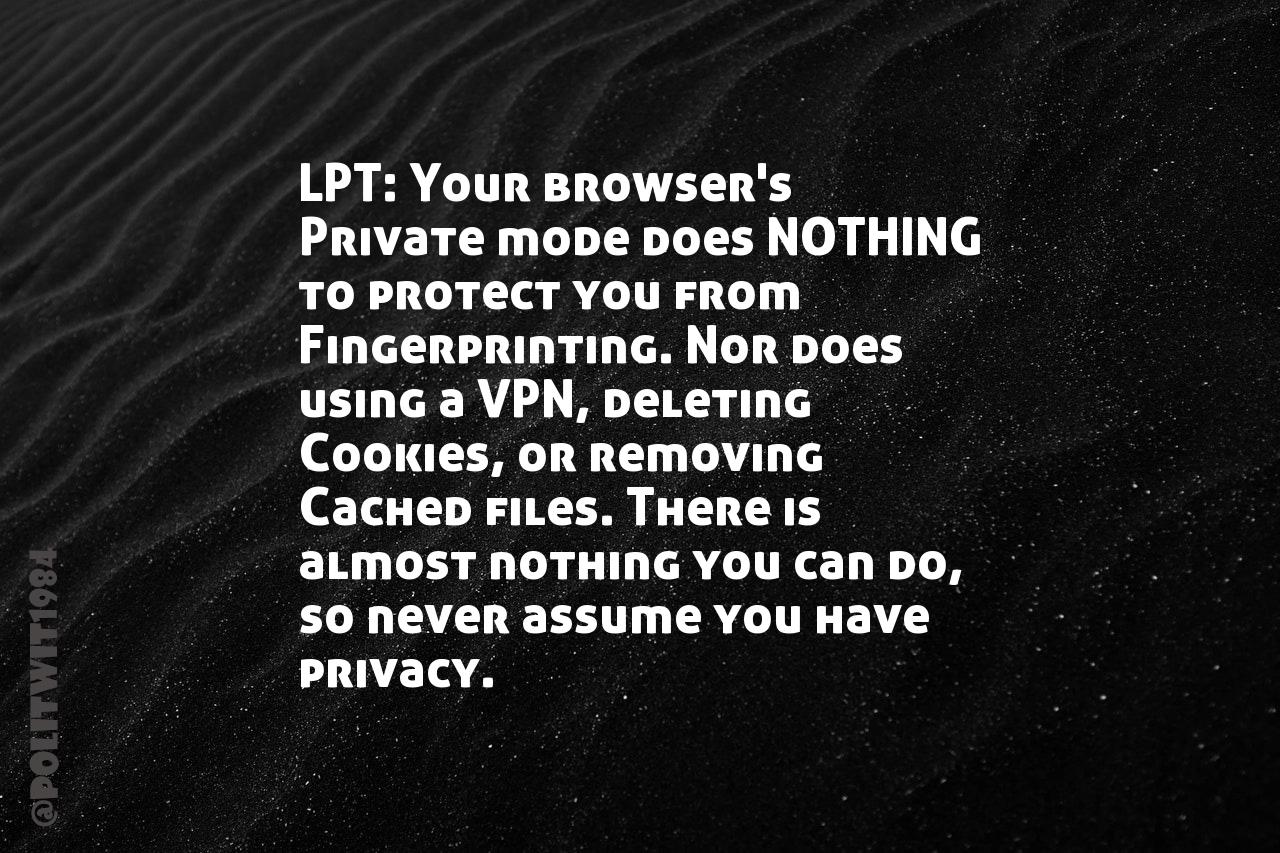 LPT: Your browser's
Private mode does NOTHING
to protect you from
Fingerprinting. Nor does
using a VPN, deleting
Cookies, or removing
Cached files. There is
almost nothing you can do,
so never assume you have
privacy.
@POLITWIT1984